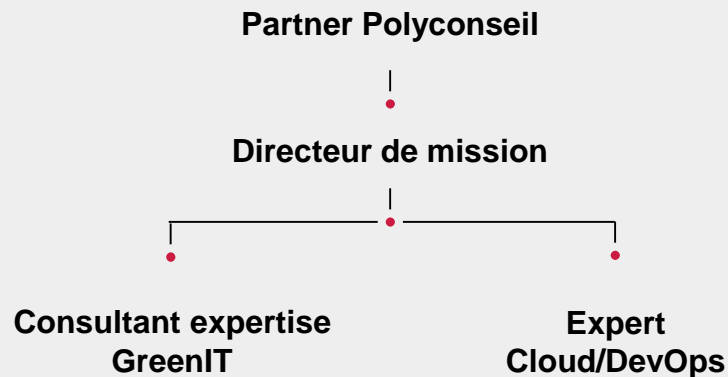 Partner Polyconseil
Directeur de mission
Consultant expertise
GreenIT
Expert
Cloud/DevOps